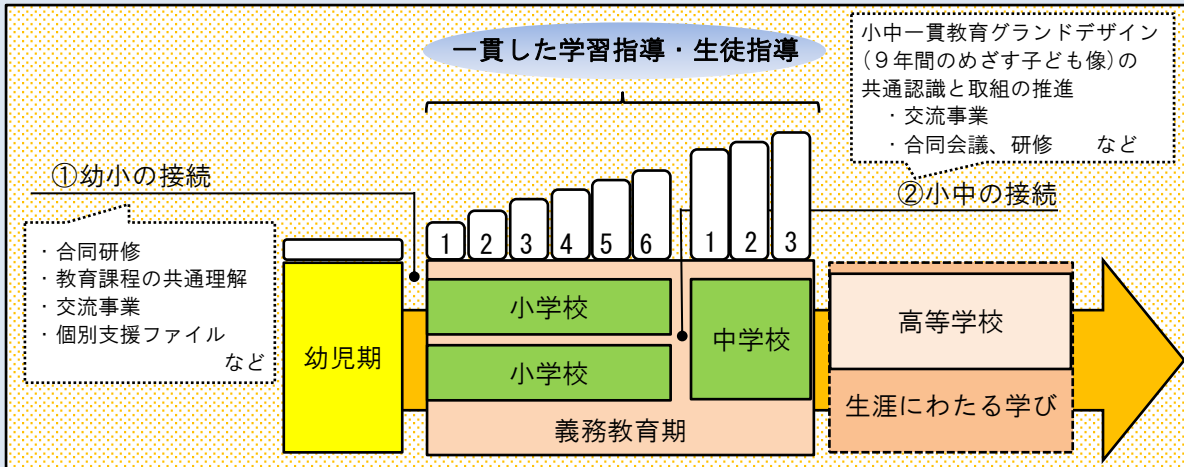 一貫した学習指導・生徒指導
小中一貫教育グランドデザイン
(９年間のめざす子ども像)の
共通認識と取組の推進
・交流事業
・合同会議、研修　　など
①幼小の接続
②小中の接続
・合同研修
・教育課程の共通理解
・交流事業
・個別支援ファイル
など
1 2 3 4 5 6
1 2 3
幼児期
小学校
小学校
中学校
義務教育期
高等学校
生涯にわたる学び